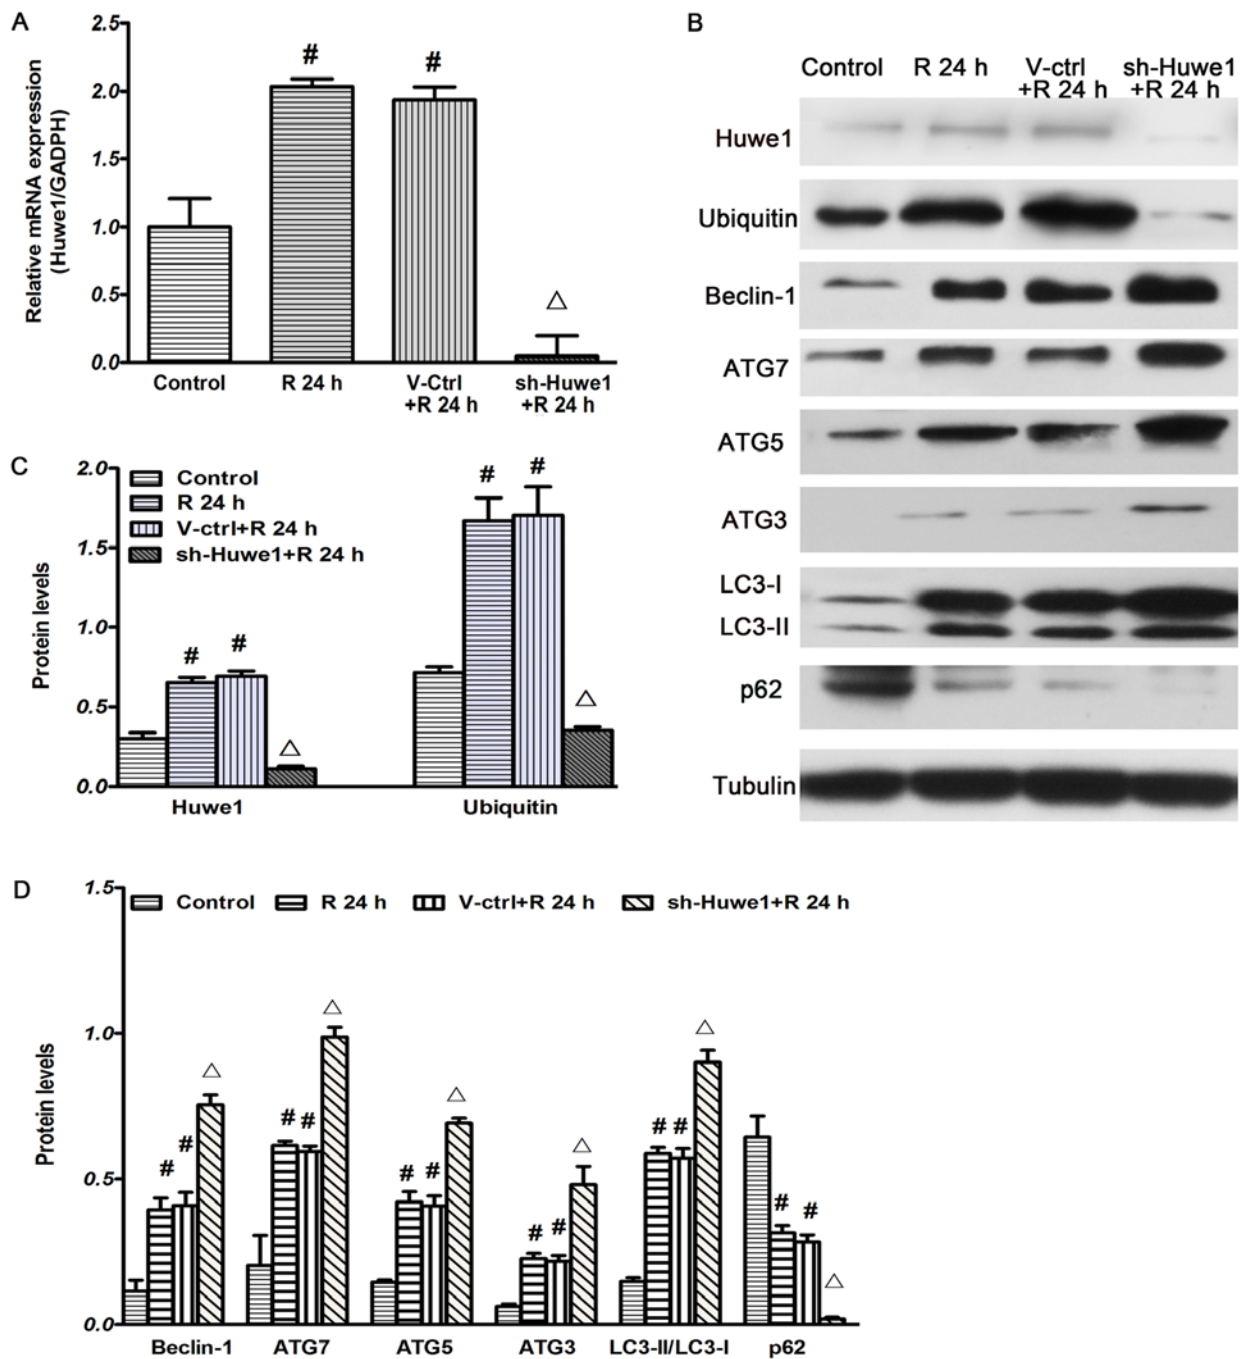 A
Relative mRNA expression
(Huwe1/GADPH)
2.5
2.0
1.5
1.0
0.5
0.0
#
#
△
Control
R 24 h
V-Ctrl
+R 24 h
sh-Huwe1
+R 24 h
B
Control
R 24 h
V-ctrl
+R 24 h
sh-Huwe1
+R 24 h
Huwe1
Ubiquitin
Beclin-1
ATG7
ATG5
ATG3
LC3-I
LC3-II
p62
Tubulin
C
Protein levels
2.0
1.5
1.0
0.5
0.0
Control
R 24 h
V-ctrl+R 24 h
sh-Huwe1+R 24 h
# # △
# # △
Huwe1
Ubiquitin
D
Protein levels
1.5
1.0
0.5
0.0
Control R 24 h V-ctrl+R 24 h sh-Huwe1+R 24 h
# # △
# # △
# # △
# # △
# # △
# # △
Beclin-1 ATG7 ATG5 ATG3 LC3-II/LC3-I p62